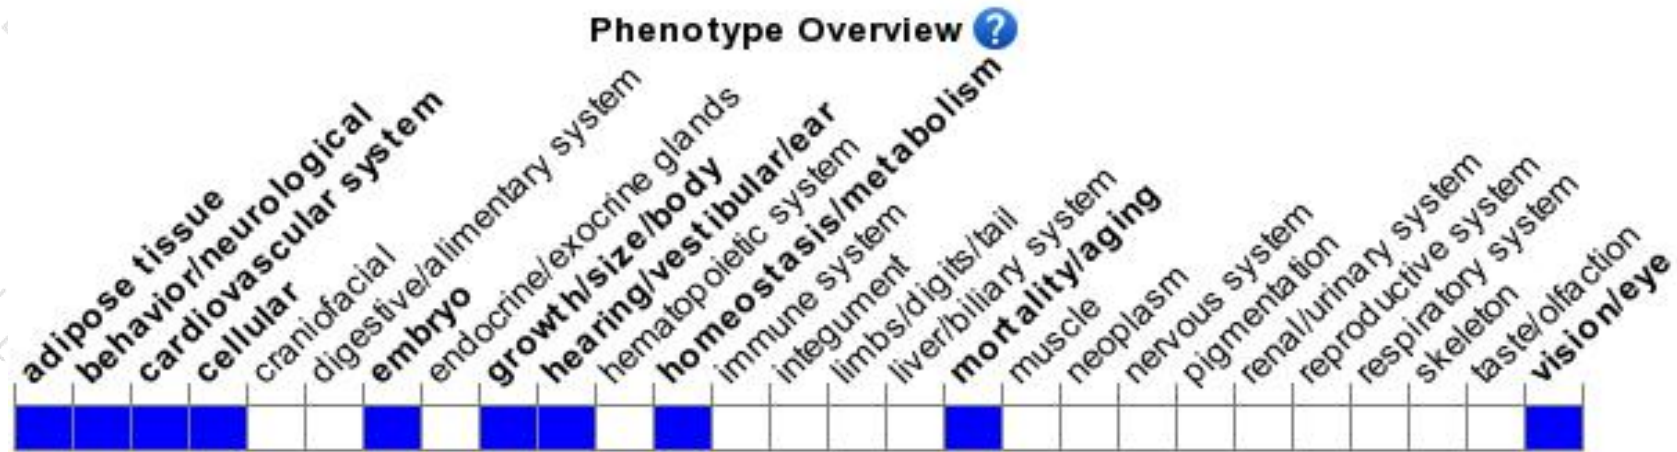 Phenotype Overview ?
adipose tissue
behavior/neurological
cardiovascular system
cellular
craniofacial
digestive/alimentary system
embryo
endocrine/exocrine glands
growth/size/body
hearing/vestibular/ear
hematopoietic system
homeostasis/metabolism
immune system
integument
limbs/digits/tail
liver/biliary system
mortality/aging
muscle
neoplasm
nervous system
pigmentation
renal/urinary system
reproductive system
respiratory system
skeleton
taste/olfaction
vision/eye